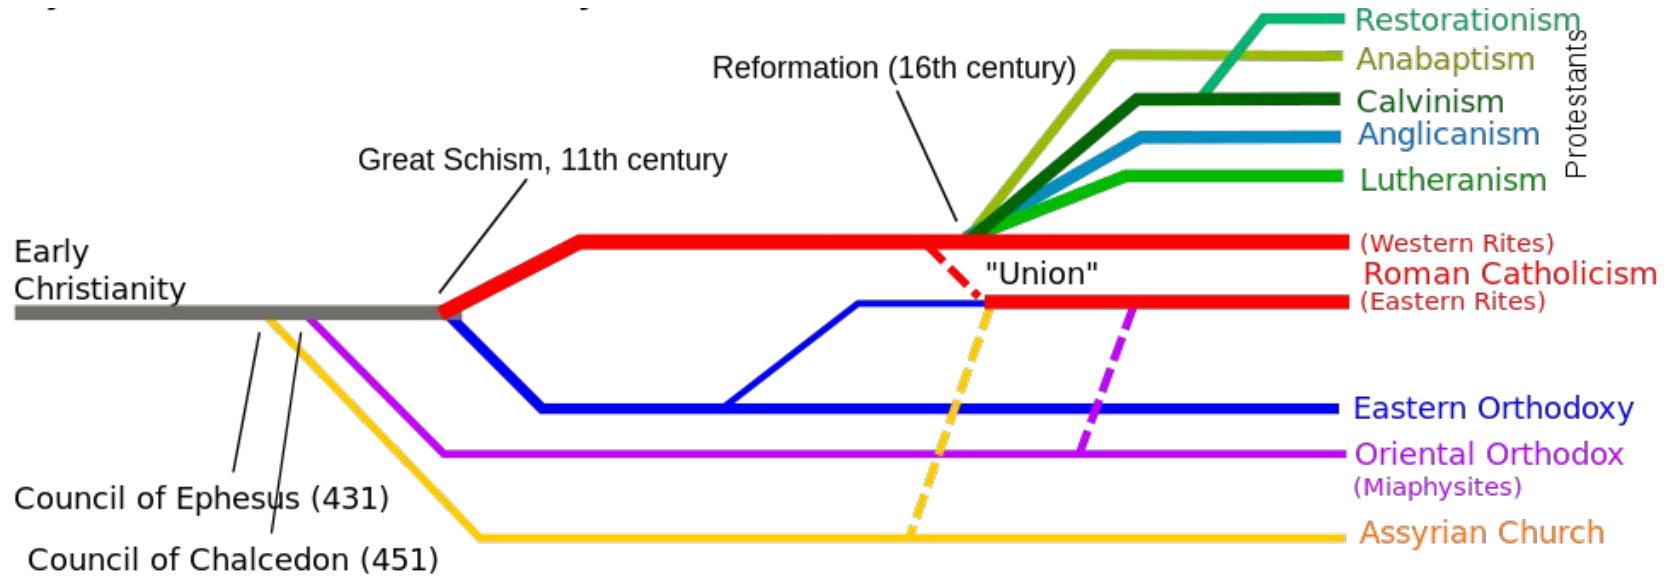 Restorationism
Anabaptism
Calvinism
Anglicanism
Lutheranism
Protestants
Reformation (16th century)
Great Schism, 11th century
Early
Christianity
(Western Rites)
"Union"
Roman Catholicism
(Eastern Rites)
Eastern Orthodoxy
Oriental Orthodox
(Miaphysites)
Assyrian Church
Council of Ephesus (431)
Council of Chalcedon (451)